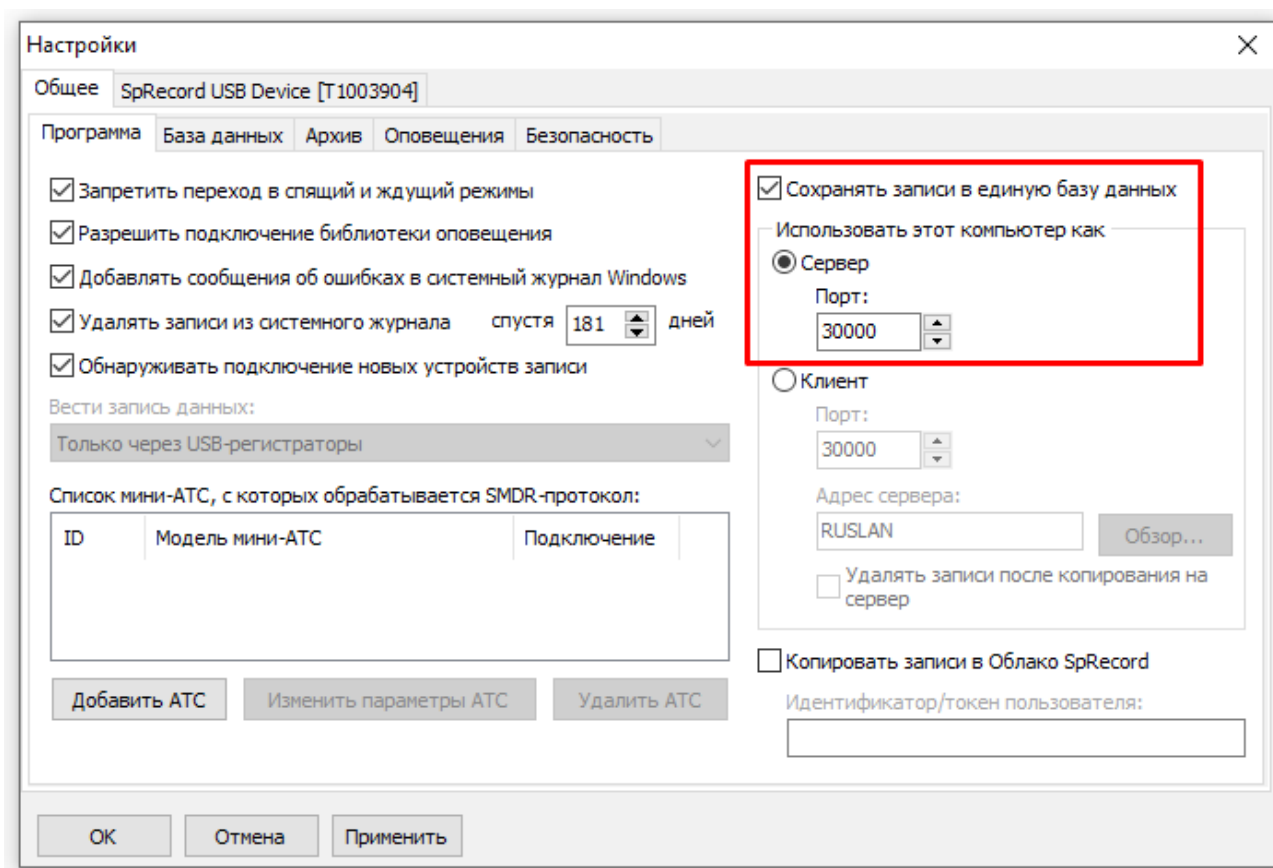 Настройки
Общее SpRecord USB Device [T1003904]
Программа База данных Архив Оповещения Безопасность
Запретить переход в спящий и ждущий режимы
Разрешить подключение библиотеки оповещения
Добавлять сообщения об ошибках в системный журнал Windows
Удалять записи из системного журнала спустя 181 дней
Обнаруживать подключение новых устройств записи
Вести запись данных:
Только через USB-регистраторы
Список мини-АТС, с которых обрабатывается SMDR-протокол:
ID Модель мини-АТС Подключение
Добавить АТС Изменить параметры АТС Удалить АТС
Сохранять записи в единую базу данных
Использовать этот компьютер как
Сервер
Порт:
30000
Клиент
Порт:
30000
Адрес сервера:
RUSLAN Обзор...
Удалять записи после копирования на
сервер
Копировать записи в Облако SpRecord
Идентификатор/токен пользователя:
OK Отмена Применить